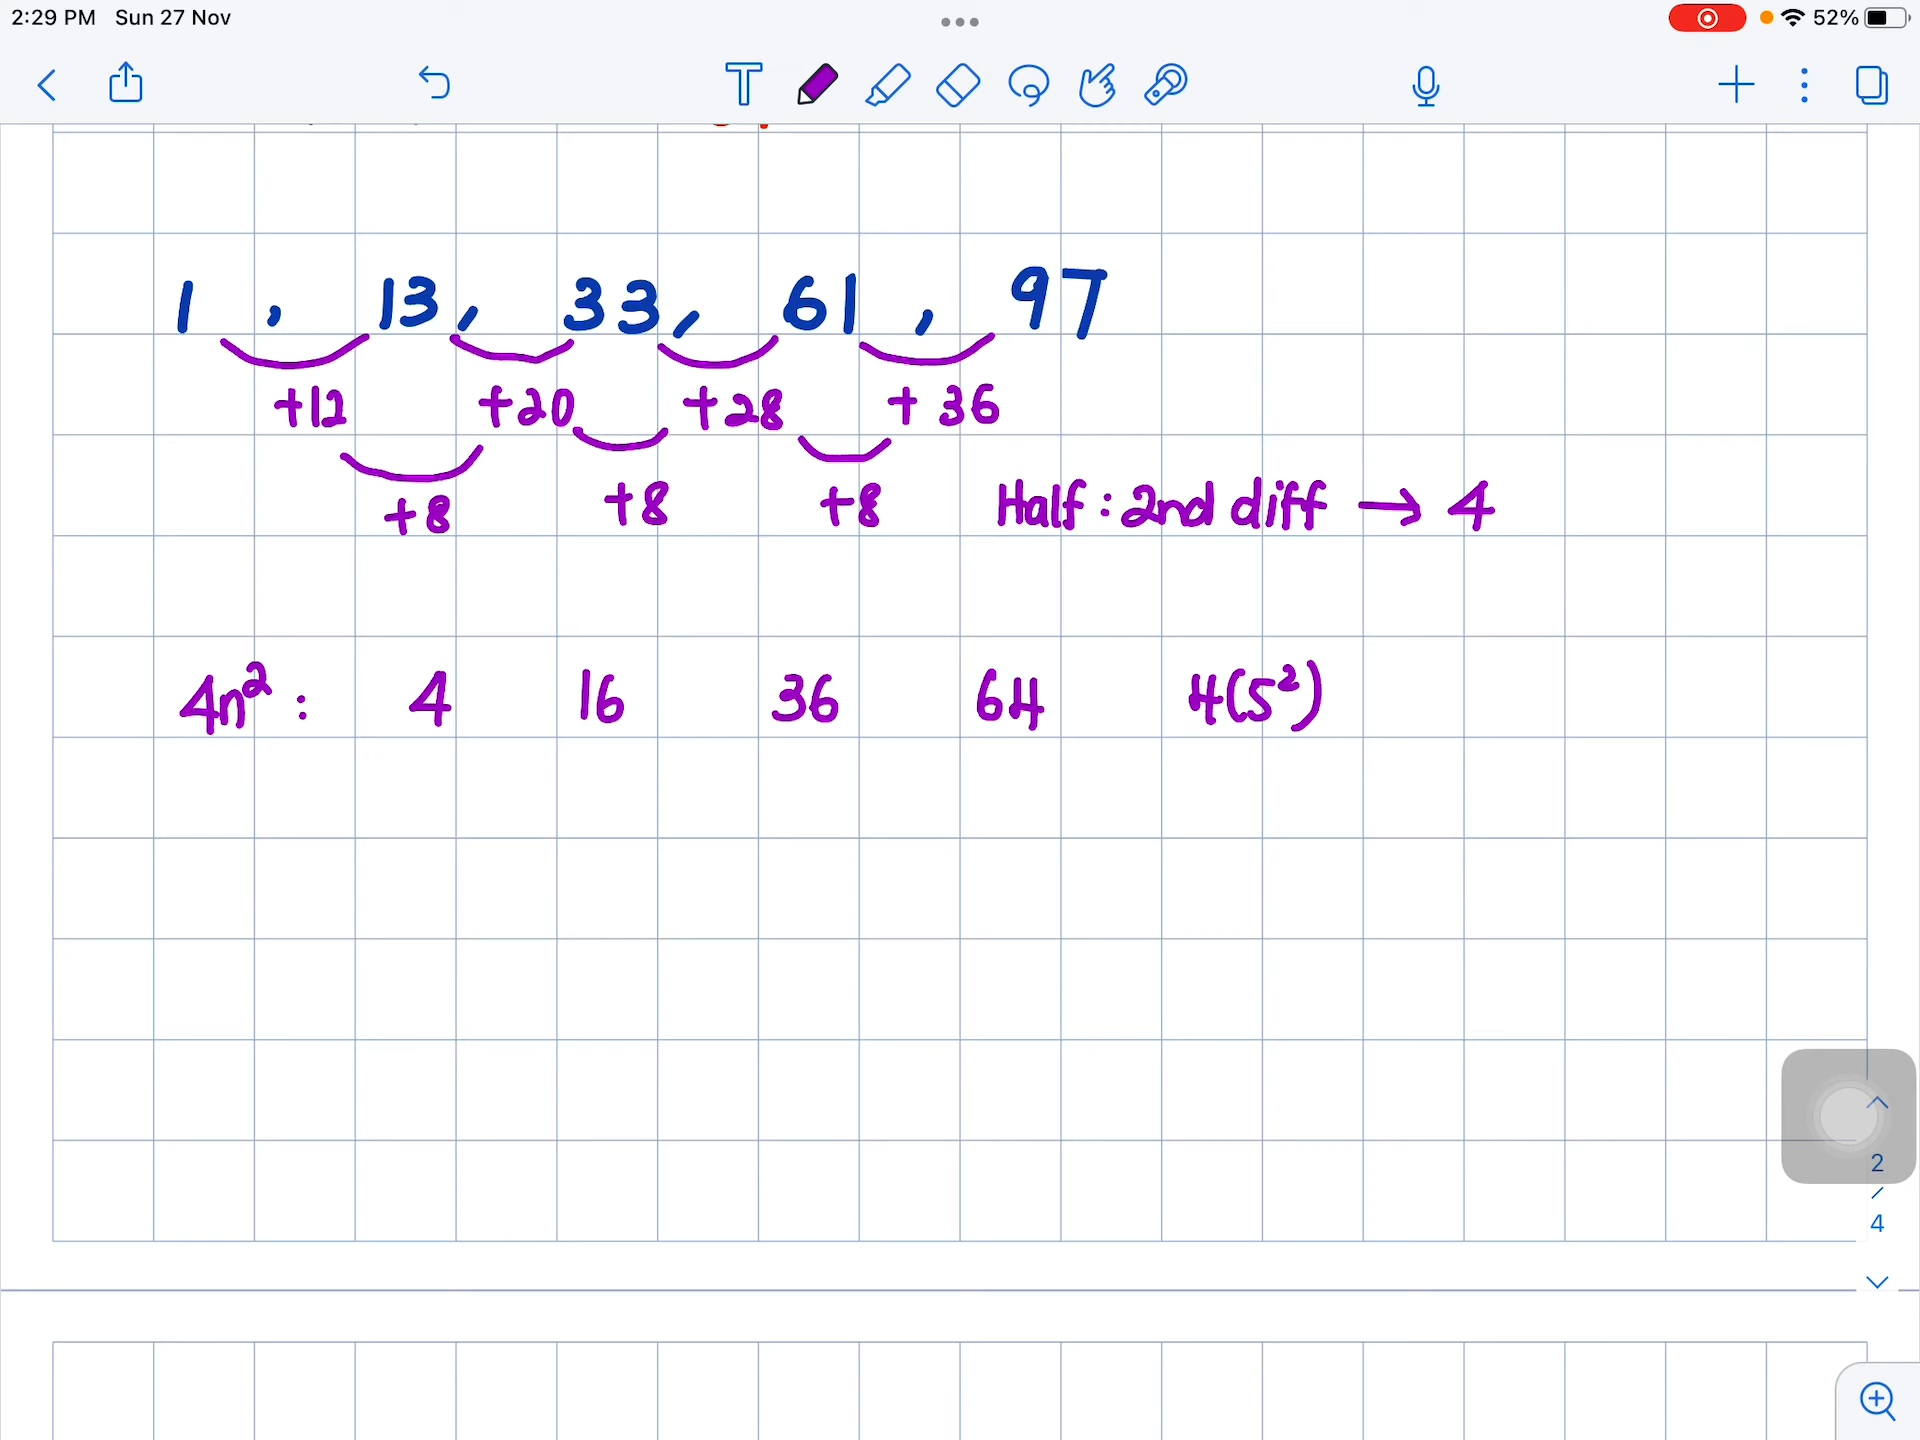 2:29 PM Sun 27 Nov
52%
T
1 , 13, 33, 61 , 97
+12 +20 +28 + 36
+8 +8 +8 Half: 2nd diff → 4
4n² : 4 16 36 64 4(5²)
2
/
4